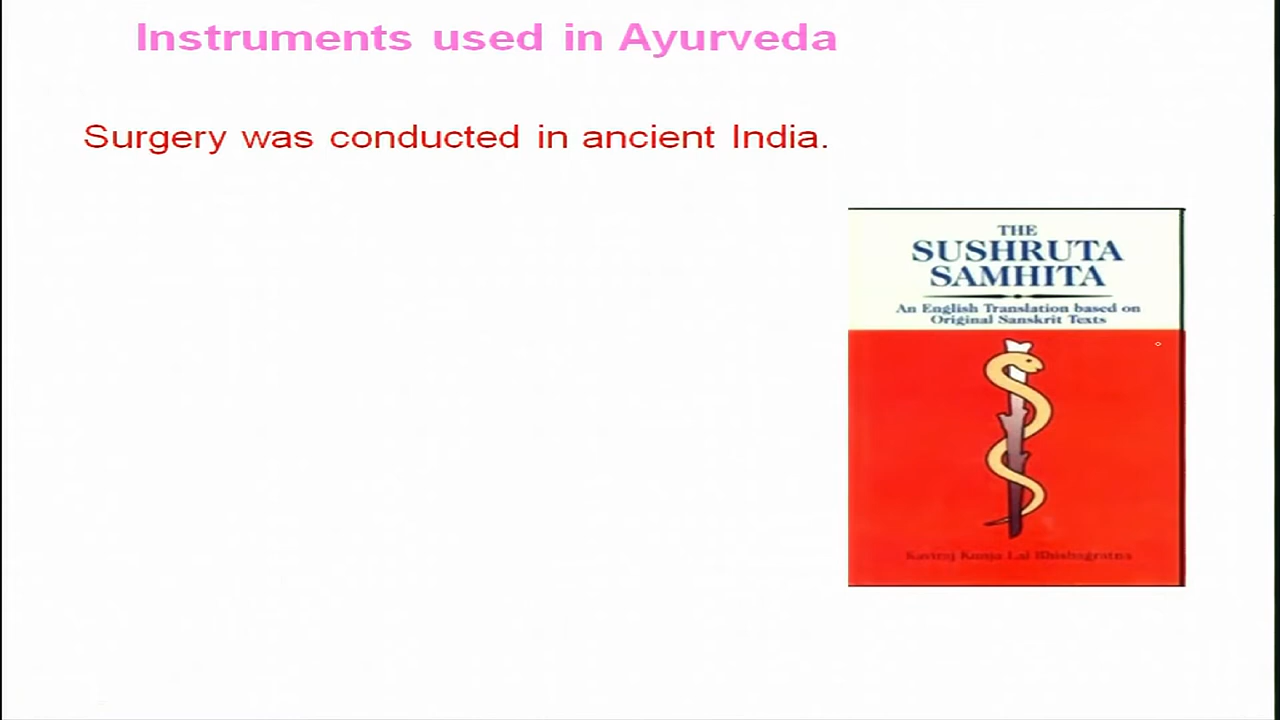 Instruments used in Ayurveda
Surgery was conducted in ancient India.
THE
SUSHRUTA
SAMHITA
An English Translation based on
Original Sanskrit Texts
Kaviraj Kunja Lal Bhishagratna